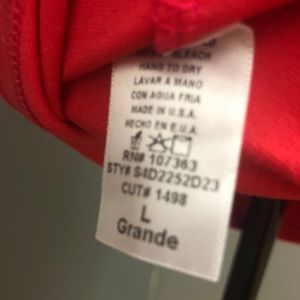 BLEACH
HANG TO DRY
LAVAR A MANO
CON AGUA FRIA
MADE IN U.S.A.
HECHO EN E.U.A.
RN# 107363
STY# S4D2252D23
CUT# 1498
L
Grande